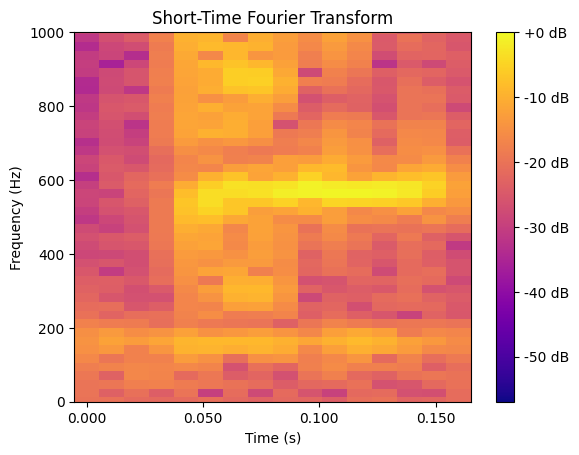 Short-Time Fourier Transform
1000
800
600
400
200
0
Frequency (Hz)
0.000
0.050
0.100
0.150
Time (s)
+0 dB
-10 dB
-20 dB
-30 dB
-40 dB
-50 dB